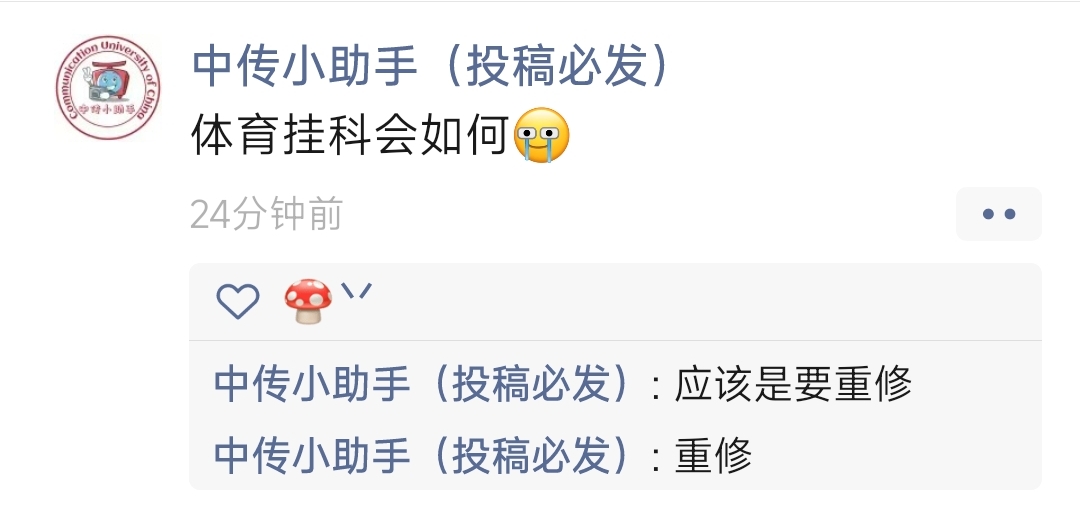 Communication University of China
中传小助手
中传小助手（投稿必发）
体育挂科会如何😭
24分钟前
🍄ヽ/
中传小助手（投稿必发）: 应该是要重修
中传小助手（投稿必发）: 重修